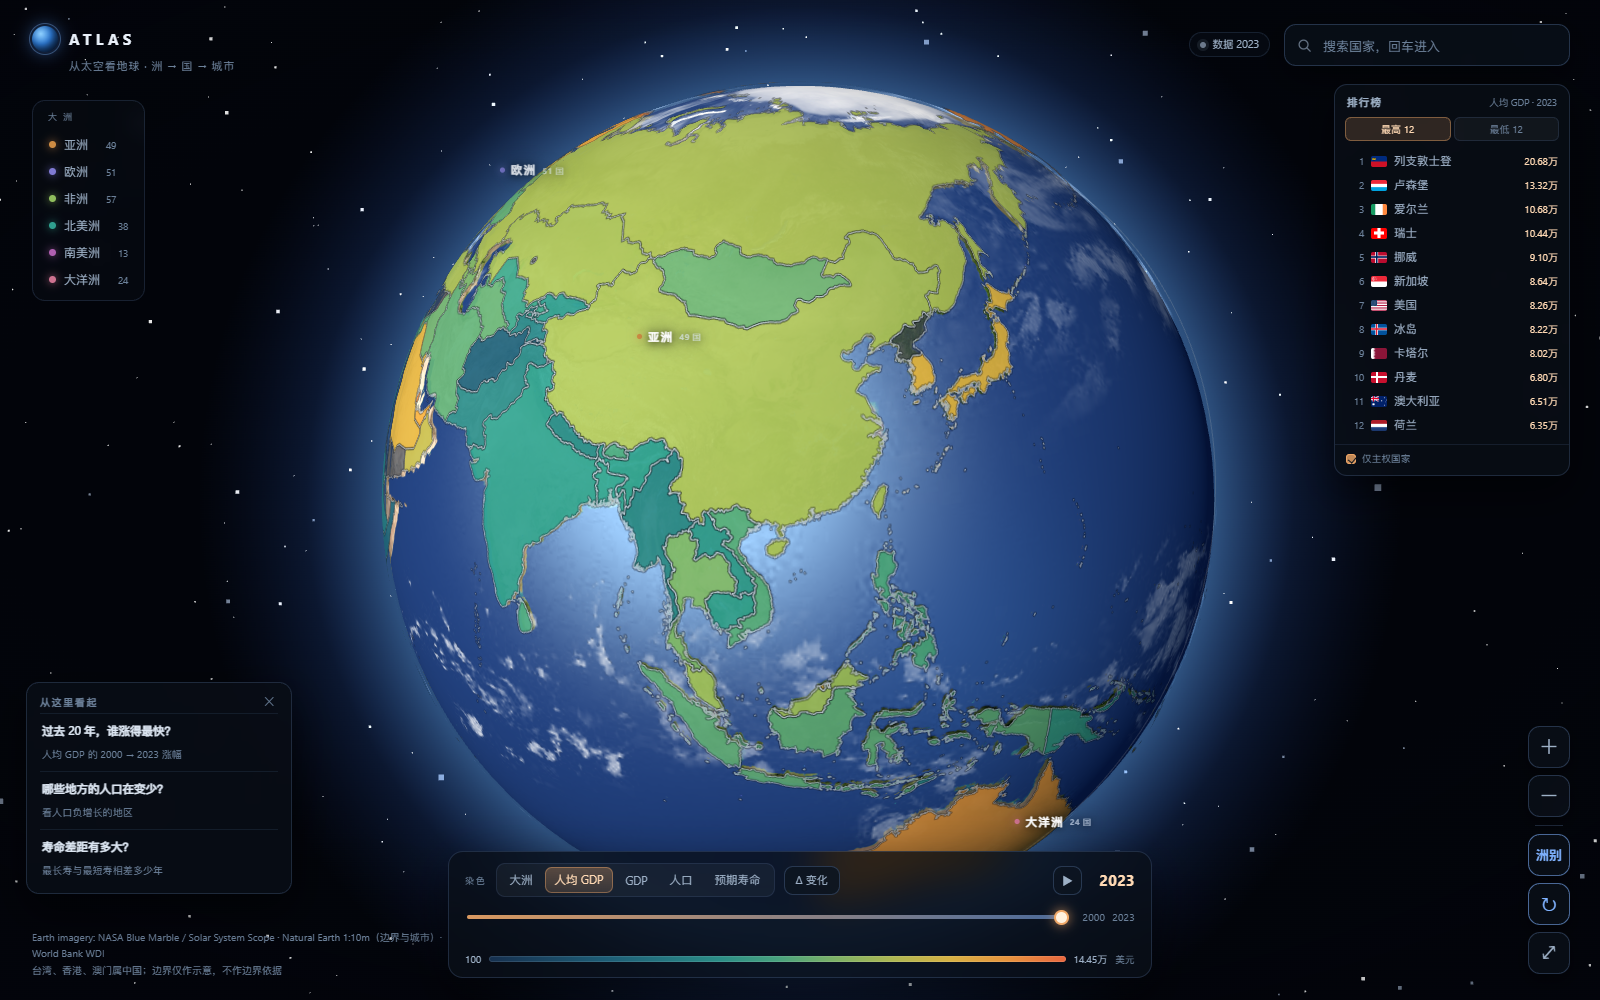 ATLAS
从太空看地球 · 洲 → 国 → 城市
数据 2023
搜索国家，回车进入
大 洲
亚洲 49
欧洲 51
非洲 57
北美洲 38
南美洲 13
大洋洲 24
排行榜 人均 GDP · 2023
最高 12 最低 12
1 列支敦士登 20.68万
2 卢森堡 13.32万
3 爱尔兰 10.68万
4 瑞士 10.44万
5 挪威 9.10万
6 新加坡 8.64万
7 美国 8.26万
8 冰岛 8.22万
9 卡塔尔 8.02万
10 丹麦 6.80万
11 澳大利亚 6.51万
12 荷兰 6.35万
仅主权国家
欧洲 51 国
亚洲 49 国
大洋洲 24 国
从这里看起
过去 20 年，谁涨得最快？
人均 GDP 的 2000 → 2023 涨幅
哪些地方的人口在变少？
看人口负增长的地区
寿命差距有多大？
最长寿与最短寿相差多少年
洲别
染色 大洲 人均 GDP GDP 人口 预期寿命 Δ 变化 2023
2000 2023
100 14.45万 美元
Earth imagery: NASA Blue Marble / Solar System Scope · Natural Earth 1:10m（边界与城市） ·
World Bank WDI
台湾、香港、澳门属中国；边界仅作示意，不作边界依据